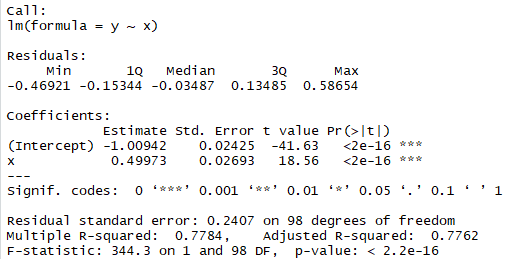 Call:
lm(formula = y ~ x)
Residuals:
Min 1Q Median 3Q Max
-0.46921 -0.15344 -0.03487 0.13485 0.58654
Coefficients:
Estimate Std. Error t value Pr(>|t|)
(Intercept) -1.00942 0.02425 -41.63 <2e-16 ***
x 0.49973 0.02693 18.56 <2e-16 ***
---
Signif. codes: 0 ‘***’ 0.001 ‘**’ 0.01 ‘*’ 0.05 ‘.’ 0.1 ‘ ’ 1
Residual standard error: 0.2407 on 98 degrees of freedom
Multiple R-squared: 0.7784, Adjusted R-squared: 0.7762
F-statistic: 344.3 on 1 and 98 DF, p-value: < 2.2e-16